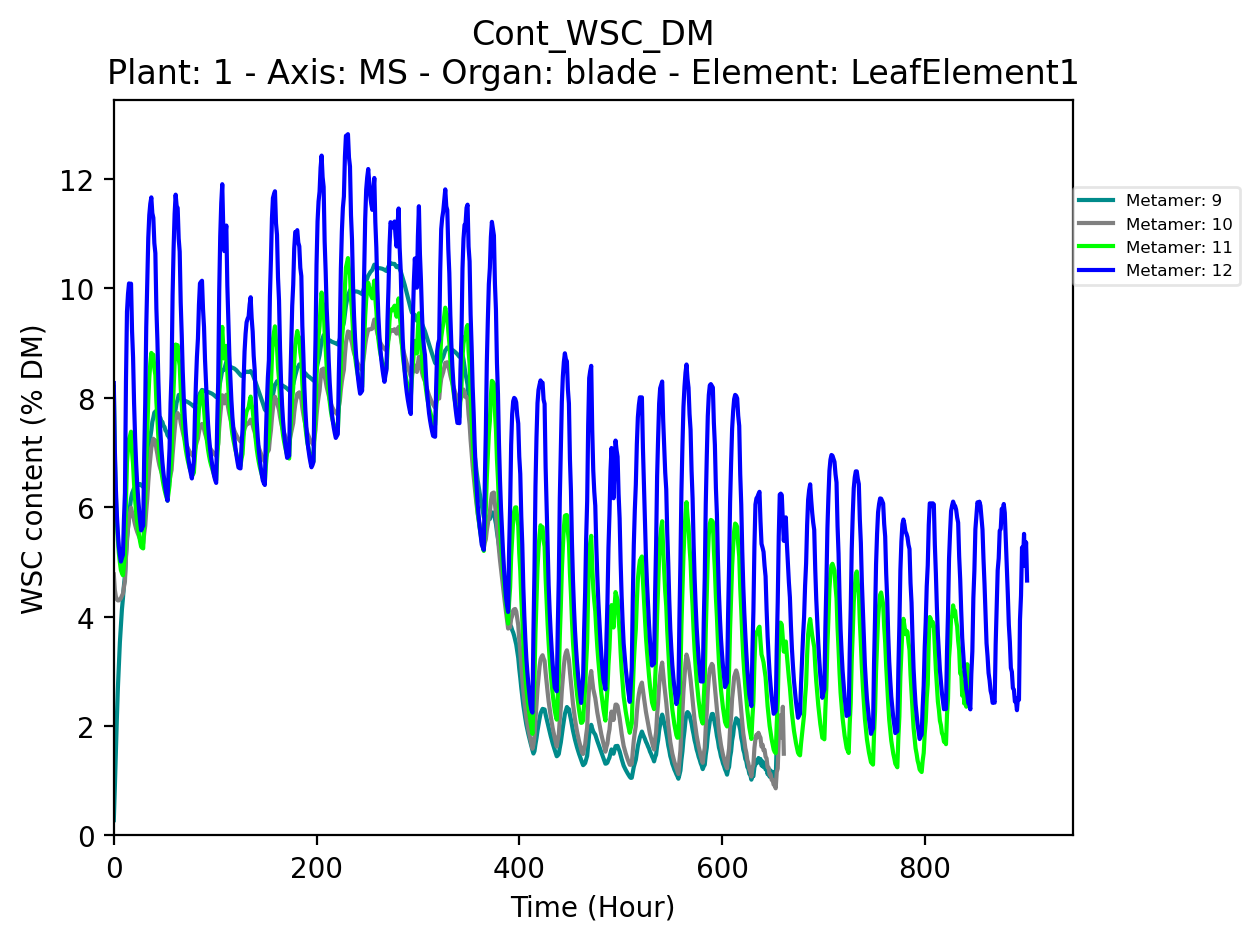 Cont_WSC_DM
Plant: 1 - Axis: MS - Organ: blade - Element: LeafElement1
WSC content (% DM)
12
10
8
6
4
2
0
0 200 400 600 800
Time (Hour)
Metamer: 9
Metamer: 10
Metamer: 11
Metamer: 12